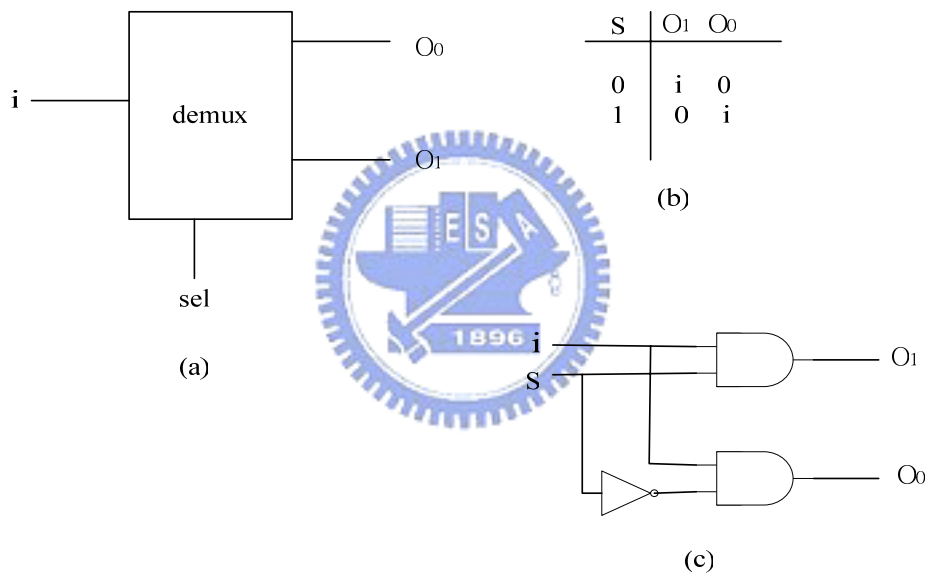 i
demux
O0
O1
sel
(a)
S O1 O0
0 i 0
1 0 i
(b)
E S A
1896
i
S
O1
O0
(c)